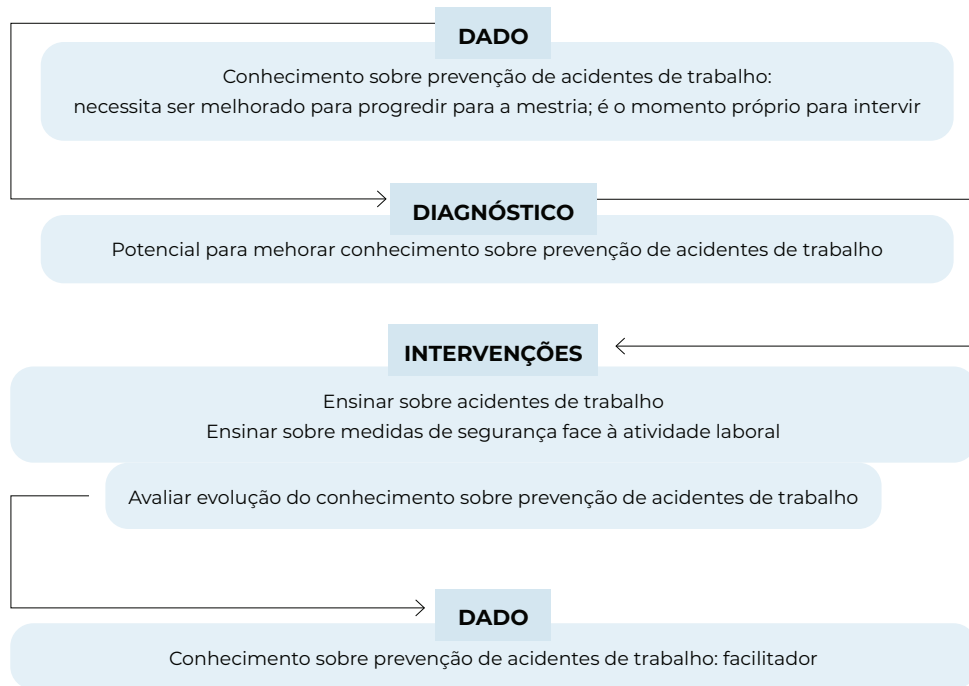 DADO
Conhecimento sobre prevenção de acidentes de trabalho:
necessita ser melhorado para progredir para a mestria; é o momento próprio para intervir
DIAGNÓSTICO
Potencial para mehorar conhecimento sobre prevenção de acidentes de trabalho
INTERVENÇÕES
Ensinar sobre acidentes de trabalho
Ensinar sobre medidas de segurança face à atividade laboral
Avaliar evolução do conhecimento sobre prevenção de acidentes de trabalho
DADO
Conhecimento sobre prevenção de acidentes de trabalho: facilitador